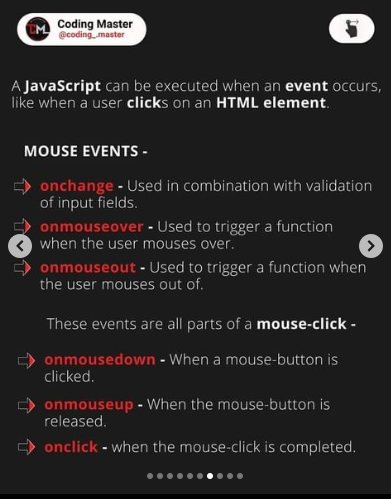 Coding Master
@coding_.master
A JavaScript can be executed when an event occurs,
like when a user clicks on an HTML element.
MOUSE EVENTS -
onchange - Used in combination with validation
of input fields.
onmouseover - Used to trigger a function
when the user mouses over.
onmouseout - Used to trigger a function when
the user mouses out of.
These events are all parts of a mouse-click -
onmousedown - When a mouse-button is
clicked.
onmouseup - When the mouse-button is
released.
onclick - when the mouse-click is completed.